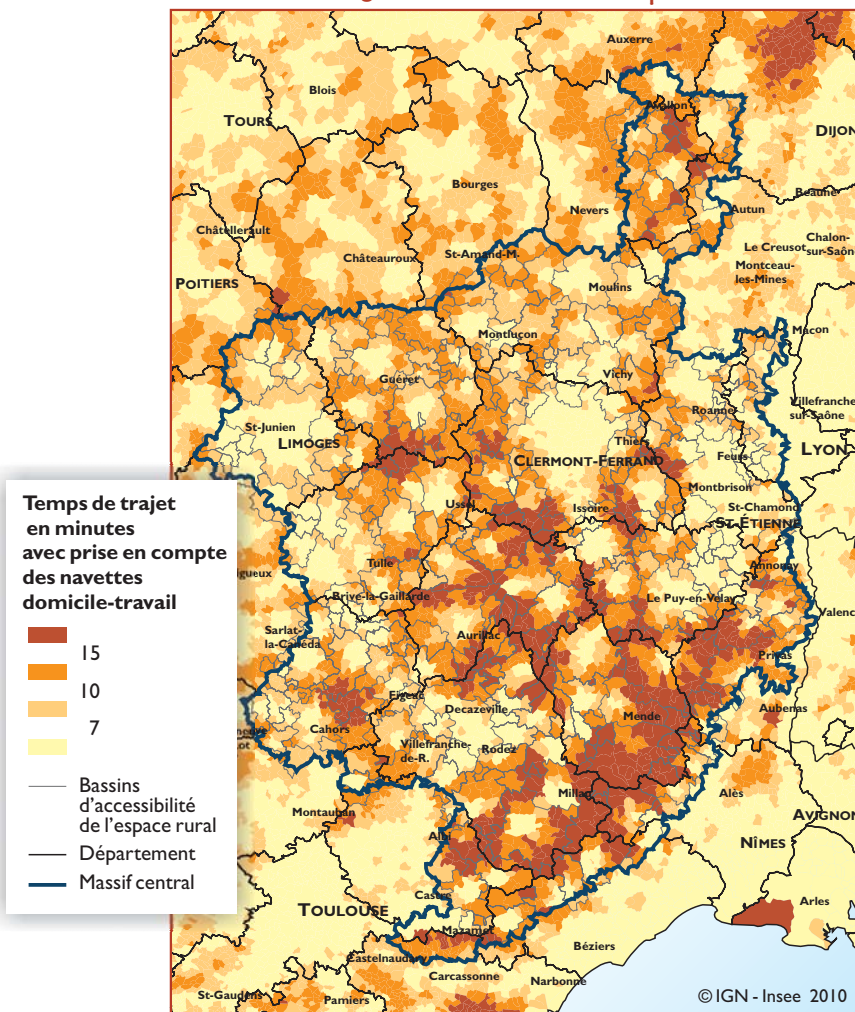 Auxerre
Blois
TOURS
Avallon
DIJON
Bourges
Beaune
Nevers
Autun
Châtellerault
Le Creusot
Chalon-
sur-Saône
Châteauroux
St-Amand-M.
Montceau-
les-Mines
POITIERS
Moulins
Montluçon
Mâcon
Guéret
Vichy
Roanne
Villefranche
sur-Saône
St-Junien
LIMOGES
Thiers
CLERMONT-FERRAND
Feurs
LYON
Montbrison
Ussel
Issoire
St-Chamond
ST-ÉTIENNE
Temps de trajet
en minutes
avec prise en compte
des navettes
domicile-travail
15
10
7
Bassins
d'accessibilité
de l'espace rural
Département
Massif central
Tulle
Annonay
igueux
Brive-la-Gaillarde
Le Puy-en-Velay
Valenc
Sarlat-
la-Canéda
Aurillac
Privas
Figeac
Decazeville
Mende
Aubenas
Cahors
Villefranche-
de-R.
Rodez
Millau
Alès
Montauban
AVIGNON
Albi
NÎMES
Castres
Arles
TOULOUSE
Mazamet
Béziers
Castelnaudary
Carcassonne
Narbonne
St-Gaudens
Pamiers
© IGN - Insee 2010